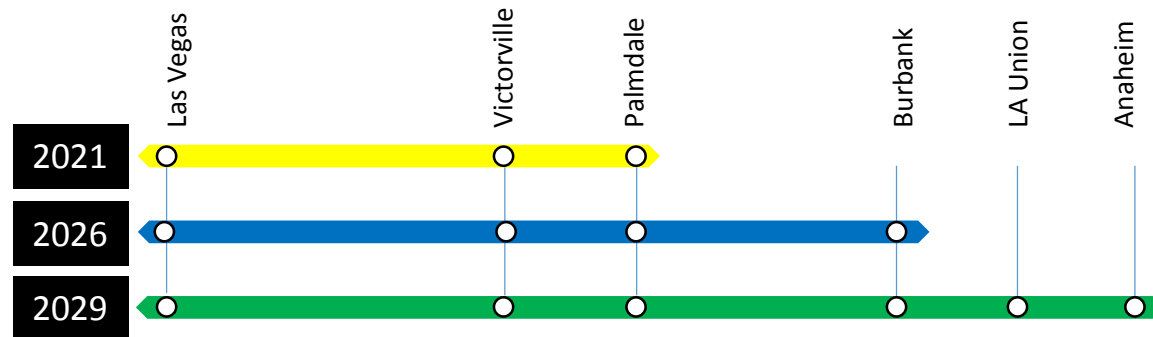 Las Vegas
Victorville
Palmdale
Burbank
LA Union
Anaheim
2021
2026
2029